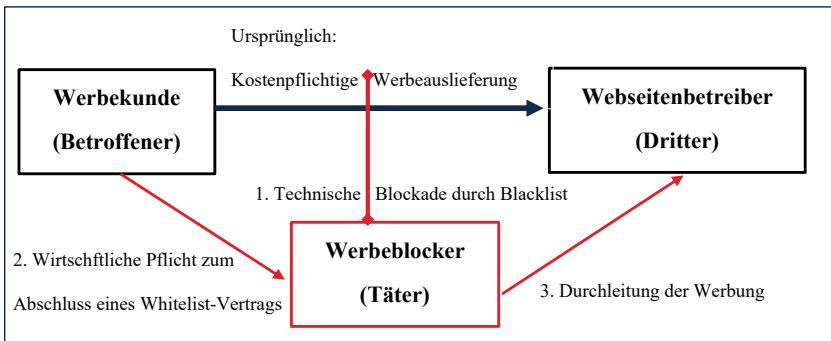 Ursprünglich:
Kostenpflichtige Werbeauslieferung
Werbekunde
(Betroffener)
Webseitenbetreiber
(Dritter)
1. Technische Blockade durch Blacklist
Werbeblocker
(Täter)
2. Wirtschftliche Pflicht zum
Abschluss eines Whitelist-Vertrags
3. Durchleitung der Werbung